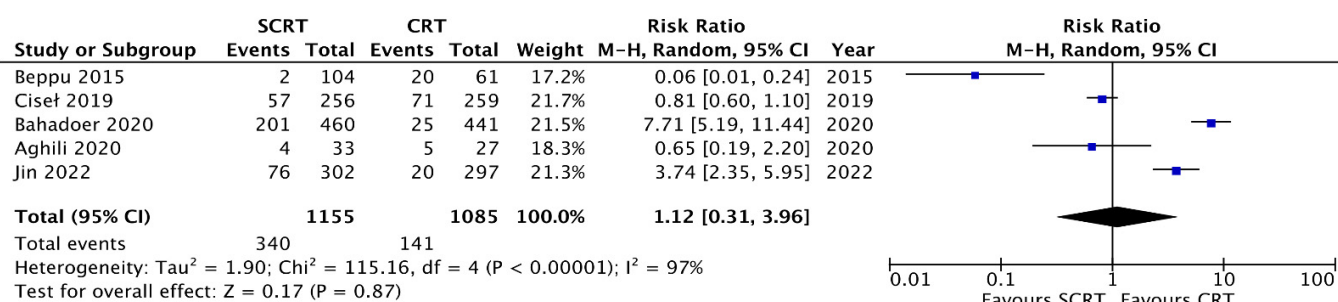 SCRT CRT Risk Ratio Risk Ratio
Study or Subgroup Events Total Events Total Weight M-H, Random, 95% CI Year M-H, Random, 95% CI
Beppu 2015 2 104 20 61 17.2% 0.06 [0.01, 0.24] 2015
Ciseł 2019 57 256 71 259 21.7% 0.81 [0.60, 1.10] 2019
Bahadoer 2020 201 460 25 441 21.5% 7.71 [5.19, 11.44] 2020
Aghili 2020 4 33 5 27 18.3% 0.65 [0.19, 2.20] 2020
Jin 2022 76 302 20 297 21.3% 3.74 [2.35, 5.95] 2022
Total (95% CI) 1155 1085 100.0% 1.12 [0.31, 3.96]
Total events 340 141
Heterogeneity: Tau² = 1.90; Chi² = 115.16, df = 4 (P < 0.00001); I² = 97%
Test for overall effect: Z = 0.17 (P = 0.87)
0.01 0.1 1 10 100
Favours SCRT Favours CRT